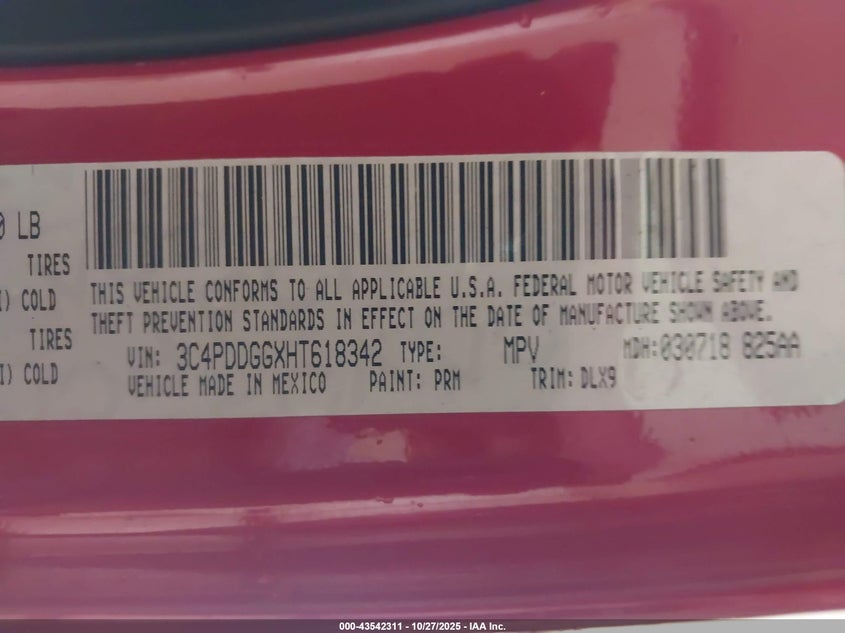 0 LB
TIRES
I) COLD
TIRES
I) COLD
THIS VEHICLE CONFORMS TO ALL APPLICABLE U.S.A. FEDERAL MOTOR VEHICLE SAFETY AND
THEFT PREVENTION STANDARDS IN EFFECT ON THE DATE OF MANUFACTURE SHOWN ABOVE.
VIN: 3C4PDDGGXHT618342 TYPE: MPV MDH:030718 825AA
VEHICLE MADE IN MEXICO PAINT: PRM TRIM: DLX9
000-43542311 - 10/27/2025 - IAA Inc.